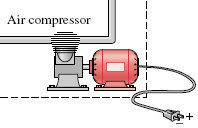 Air compressor
+